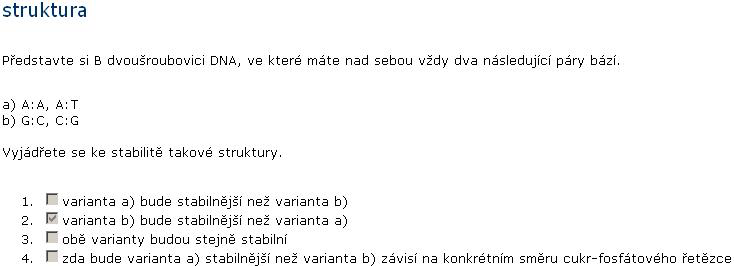 struktura
Představte si B dvoušroubovici DNA, ve které máte nad sebou vždy dva následující páry bází.
a) A:A, A:T
b) G:C, C:G
Vyjádřete se ke stabilitě takové struktury.
1. varianta a) bude stabilnější než varianta b)
2. varianta b) bude stabilnější než varianta a)
3. obě varianty budou stejně stabilní
4. zda bude varianta a) stabilnější než varianta b) závisí na konkrétním směru cukr-fosfátového řetězce